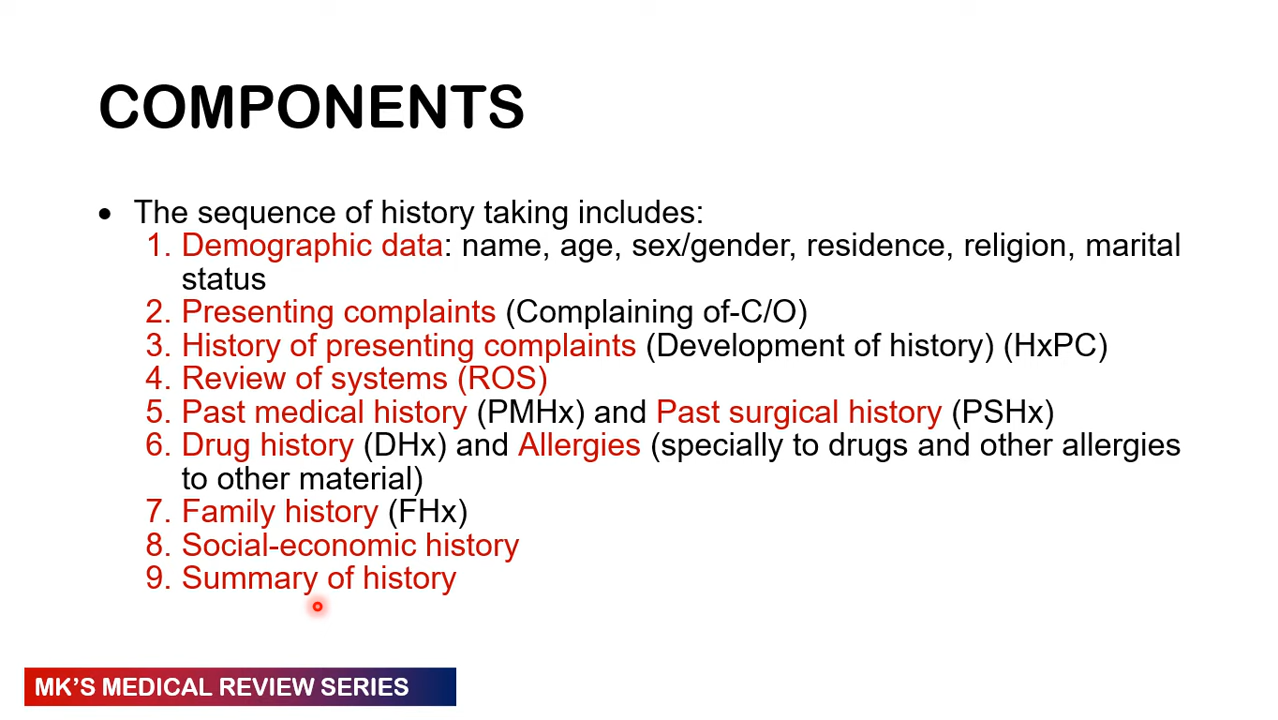 COMPONENTS
• The sequence of history taking includes:
1. Demographic data: name, age, sex/gender, residence, religion, marital
status
2. Presenting complaints (Complaining of-C/O)
3. History of presenting complaints (Development of history) (HxPC)
4. Review of systems (ROS)
5. Past medical history (PMHx) and Past surgical history (PSHx)
6. Drug history (DHx) and Allergies (specially to drugs and other allergies
to other material)
7. Family history (FHx)
8. Social-economic history
9. Summary of history
MK'S MEDICAL REVIEW SERIES